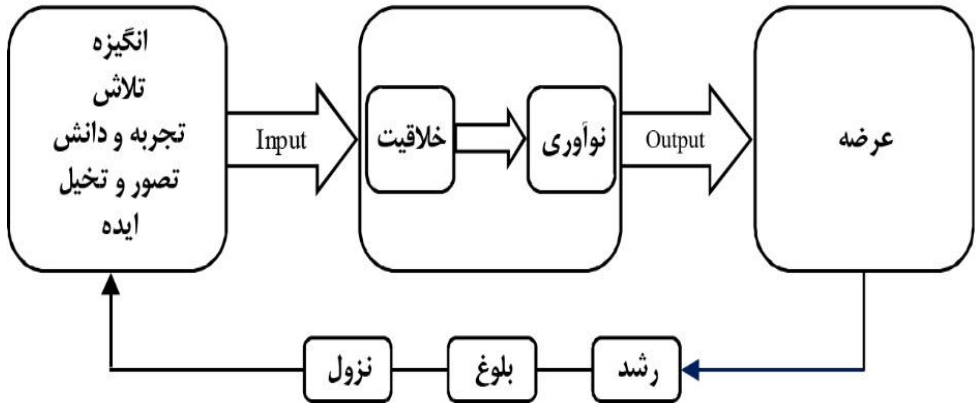 انگیزه
تلاش
تجربه و دانش
تصور و تخیل
ایده
Input
خلاقیت
نوآوری
Output
عرضه
رشد
بلوغ
نزول